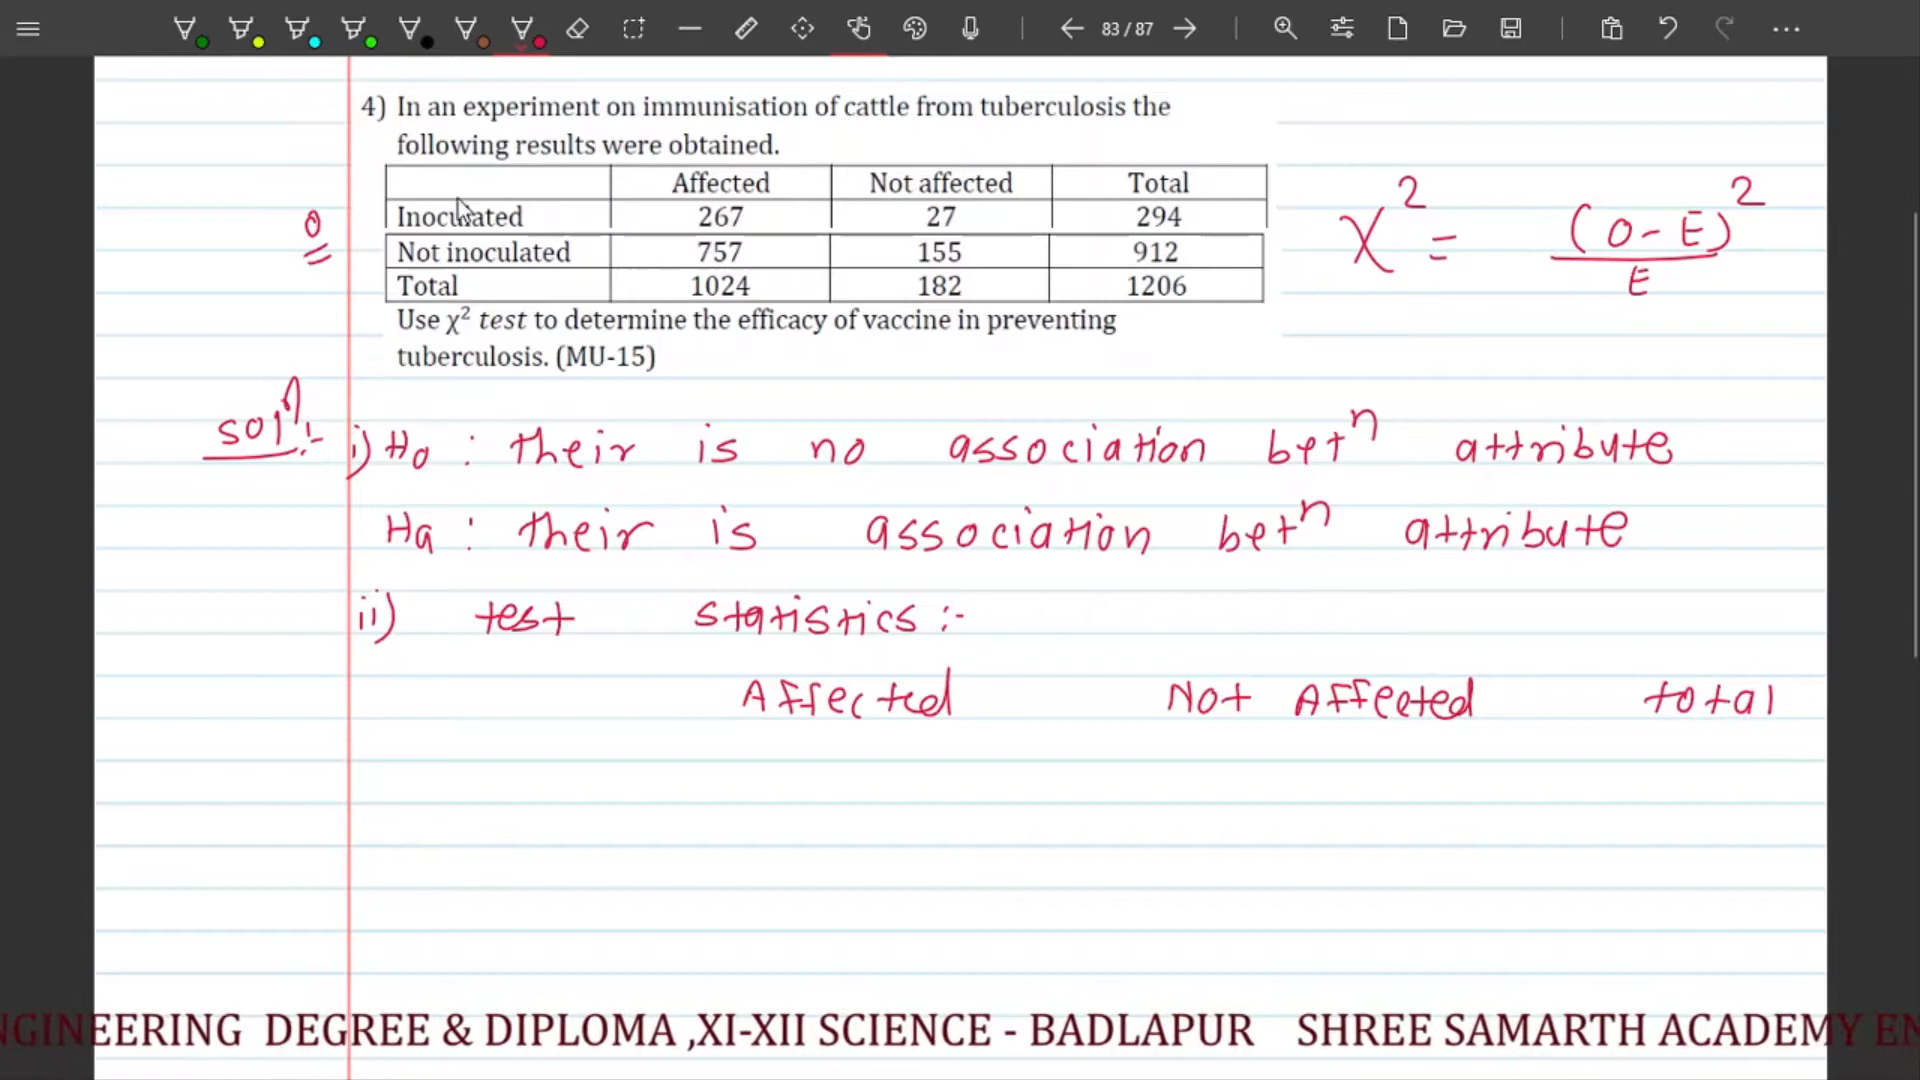 83 / 87
4) In an experiment on immunisation of cattle from tuberculosis the
following results were obtained.
Affected Not affected Total
Inoculated 267 27 294
Not inoculated 757 155 912
Total 1024 182 1206
Use χ² test to determine the efficacy of vaccine in preventing
tuberculosis. (MU-15)
O
χ² = (O-E)² / E
Solⁿ :- i) H₀ : their is no association betⁿ attribute
Ha : their is association betⁿ attribute
ii) test statistics :-
Affected Not Affected total
NGINEERING DEGREE & DIPLOMA ,XI-XII SCIENCE - BADLAPUR SHREE SAMARTH ACADEMY EN